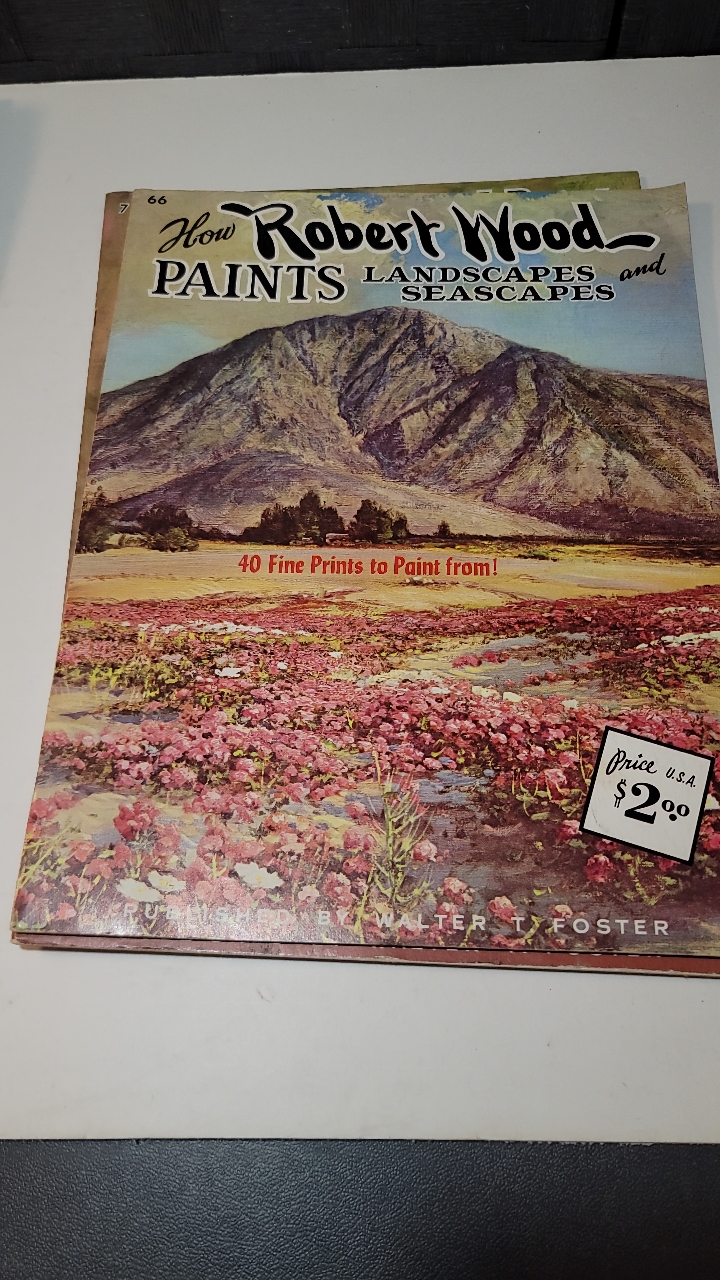 7
66
How Robert Wood
PAINTS LANDSCAPES and
SEASCAPES
40 Fine Prints to Paint from!
Price U.S.A.
$2.00
PUBLISHED BY WALTER T. FOSTER